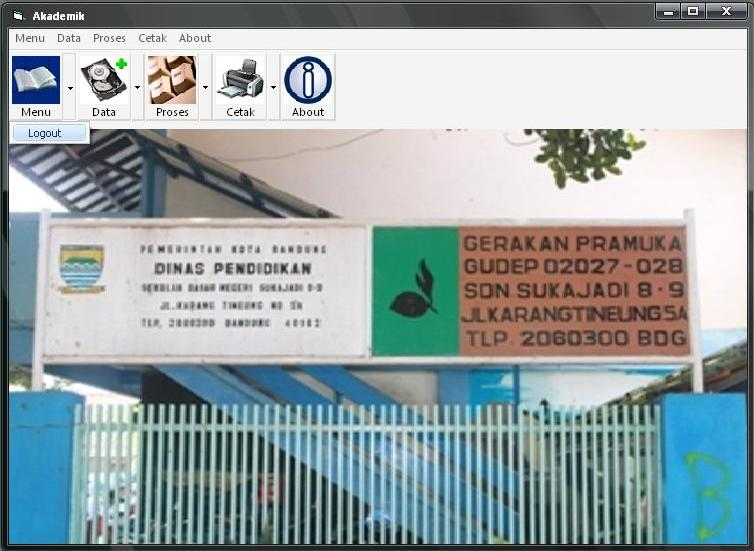 Akademik
Menu Data Proses Cetak About
Menu Data Proses Cetak About
Logout
PEMERINTAH KOTA BANDUNG
DINAS PENDIDIKAN
SEKOLAH DASAR NEGERI SUKAJADI 8-9
JL. KARANG TINEUNG NO 5A
TLP. 2060300 BANDUNG 40162
GERAKAN PRAMUKA
GUDEP 02027-028
SDN SUKAJADI 8-9
JLKARANGTINEUNG5A
TLP. 2060300 BDG
B